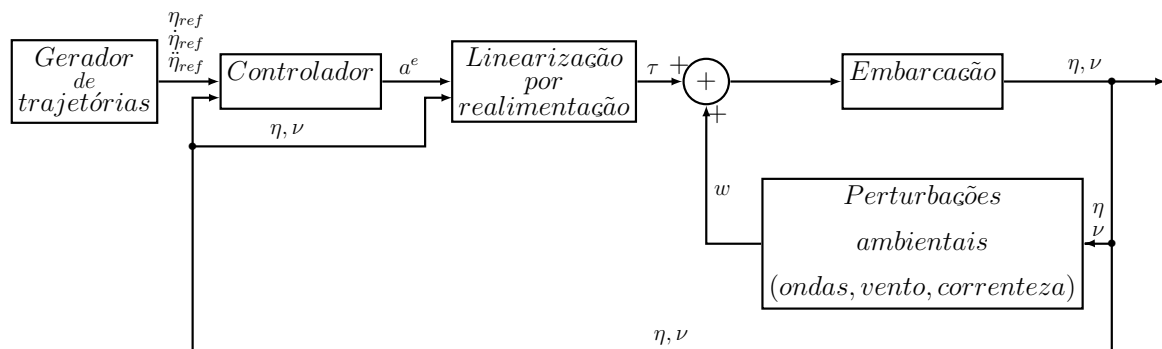 Gerador
de
trajetórias
η_ref
η̇_ref
η̈_ref
Controlador
a^e
Linearização
por
realimentação
τ
+
+
+
Embarcação
η, ν
η, ν
w
Perturbações
ambientais
(ondas, vento, correnteza)
η
ν
η, ν